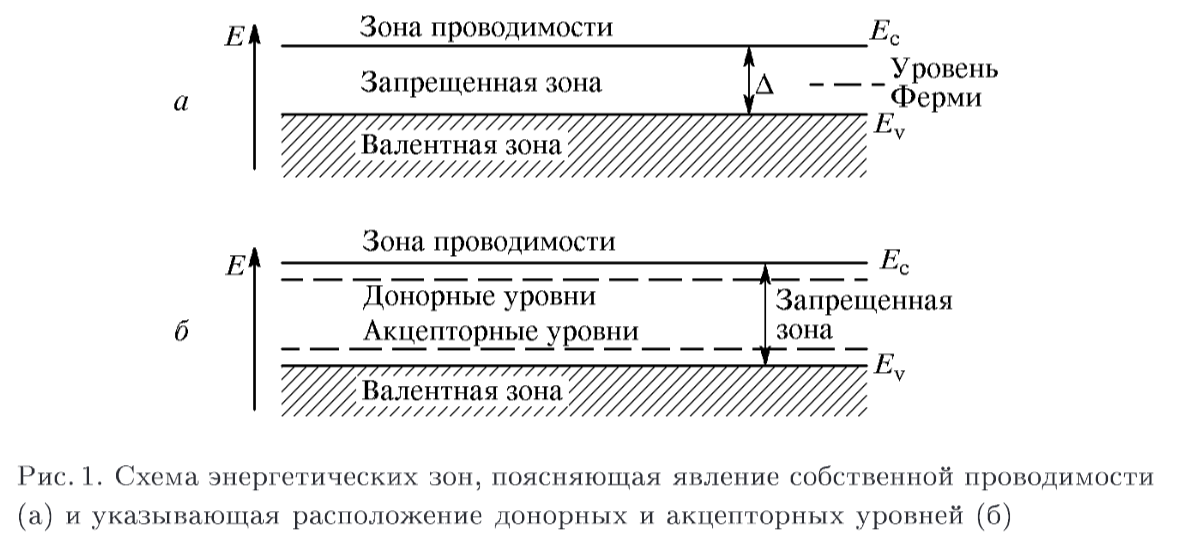 Зона проводимости
E
E_c
Запрещенная зона
Δ
Уровень
Ферми
а
E_v
Валентная зона
Зона проводимости
E
E_c
Донорные уровни
Запрещенная
зона
Акцепторные уровни
б
E_v
Валентная зона
Рис. 1. Схема энергетических зон, поясняющая явление собственной проводимости
(а) и указывающая расположение донорных и акцепторных уровней (б)